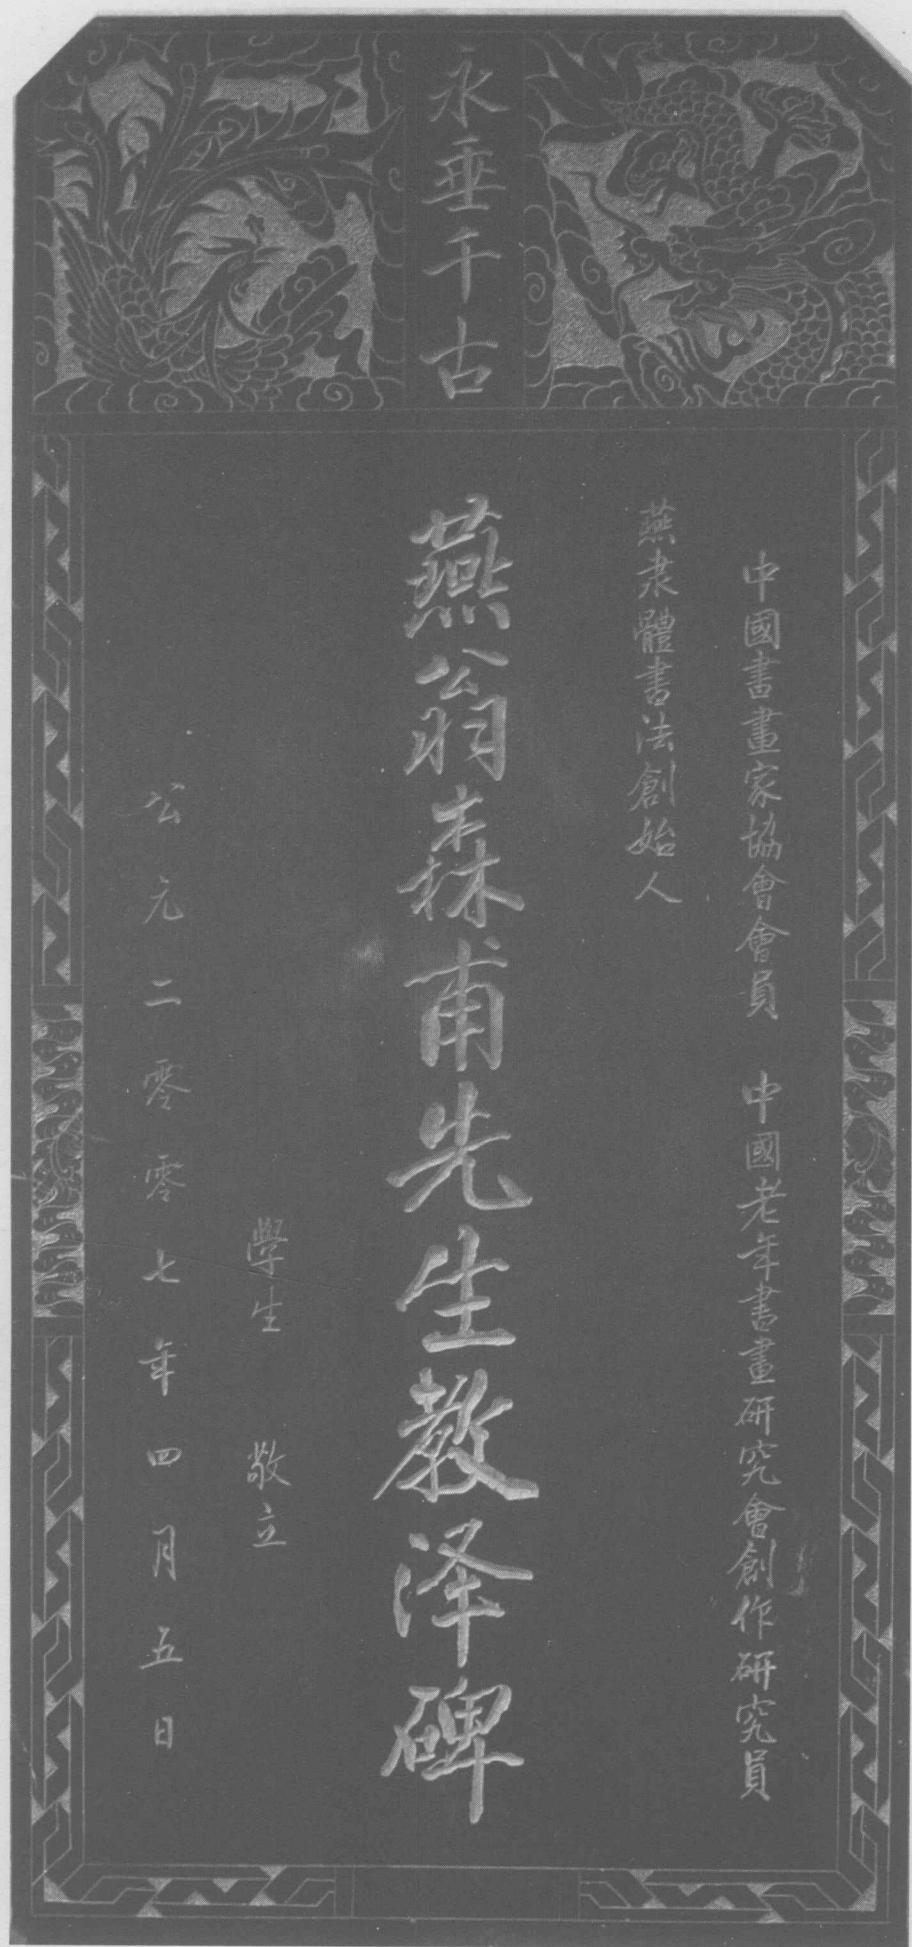 永垂千古
中國書畫家協會會員　中國老年書畫研究會創作研究員
燕隶體書法創始人
燕翁森甫先生教泽碑
學生　敬立
公元二零零七年四月五日